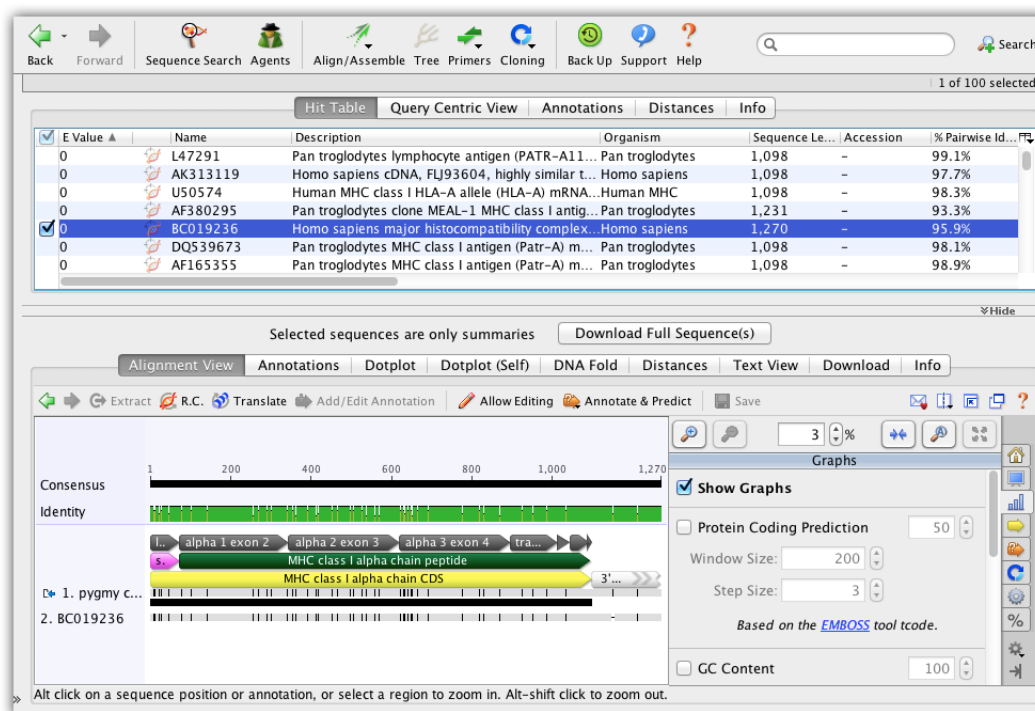 Back Forward Sequence Search Agents Align/Assemble Tree Primers Cloning Back Up Support Help Search
1 of 100 selected
Hit Table Query Centric View Annotations Distances Info
E Value Name Description Organism Sequence Le... Accession % Pairwise Id...
0 L47291 Pan troglodytes lymphocyte antigen (PATR-A11... Pan troglodytes 1,098 - 99.1%
0 AK313119 Homo sapiens cDNA, FLJ93604, highly similar t... Homo sapiens 1,098 - 97.7%
0 U50574 Human MHC class I HLA-A allele (HLA-A) mRNA... Human MHC 1,098 - 98.3%
0 AF380295 Pan troglodytes clone MEAL-1 MHC class I antig... Pan troglodytes 1,231 - 93.3%
0 BC019236 Homo sapiens major histocompatibility complex... Homo sapiens 1,270 - 95.9%
0 DQ539673 Pan troglodytes MHC class I antigen (Patr-A) m... Pan troglodytes 1,098 - 98.1%
0 AF165355 Pan troglodytes MHC class I antigen (Patr-A) m... Pan troglodytes 1,098 - 98.9%
Hide
Selected sequences are only summaries Download Full Sequence(s)
Alignment View Annotations Dotplot Dotplot (Self) DNA Fold Distances Text View Download Info
Extract R.C. Translate Add/Edit Annotation Allow Editing Annotate & Predict Save ?
3 %
Graphs
1 200 400 600 800 1,000 1,270
Consensus
Show Graphs
Identity
Protein Coding Prediction 50
l.. alpha 1 exon 2 alpha 2 exon 3 alpha 3 exon 4 tra...
Window Size: 200
s. MHC class I alpha chain peptide
MHC class I alpha chain CDS 3'...
Step Size: 3
1. pygmy c...
2. BC019236
Based on the EMBOSS tool tcode.
%
GC Content 100
Alt click on a sequence position or annotation, or select a region to zoom in. Alt-shift click to zoom out.